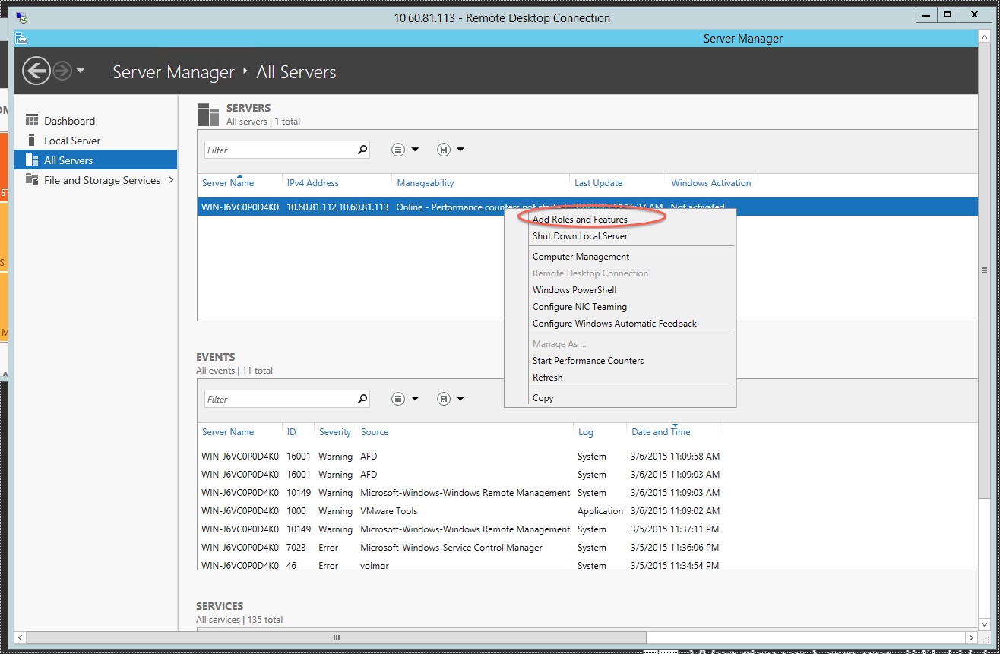 10.60.81.113 - Remote Desktop Connection
Server Manager
Server Manager ‣ All Servers
Dashboard
Local Server
All Servers
File and Storage Services
SERVERS
All servers | 1 total
Filter
Server Name IPv4 Address Manageability Last Update Windows Activation
WIN-J6VC0P0D4K0 10.60.81.112,10.60.81.113 Online - Performance counters not started 3/6/2015 11:16:27 AM Not activated
Add Roles and Features
Shut Down Local Server
Computer Management
Remote Desktop Connection
Windows PowerShell
Configure NIC Teaming
Configure Windows Automatic Feedback
Manage As ...
Start Performance Counters
Refresh
Copy
EVENTS
All events | 11 total
Filter
Server Name ID Severity Source Log Date and Time
WIN-J6VC0P0D4K0 16001 Warning AFD System 3/6/2015 11:09:58 AM
WIN-J6VC0P0D4K0 16001 Warning AFD System 3/6/2015 11:09:03 AM
WIN-J6VC0P0D4K0 10149 Warning Microsoft-Windows-Windows Remote Management System 3/6/2015 11:09:03 AM
WIN-J6VC0P0D4K0 1000 Warning VMware Tools Application 3/6/2015 11:09:02 AM
WIN-J6VC0P0D4K0 10149 Warning Microsoft-Windows-Windows Remote Management System 3/5/2015 11:37:11 PM
WIN-J6VC0P0D4K0 7023 Error Microsoft-Windows-Service Control Manager System 3/5/2015 11:36:06 PM
WIN-J6VC0P0D4K0 46 Error volmgr System 3/5/2015 11:34:54 PM
SERVICES
All services | 135 total